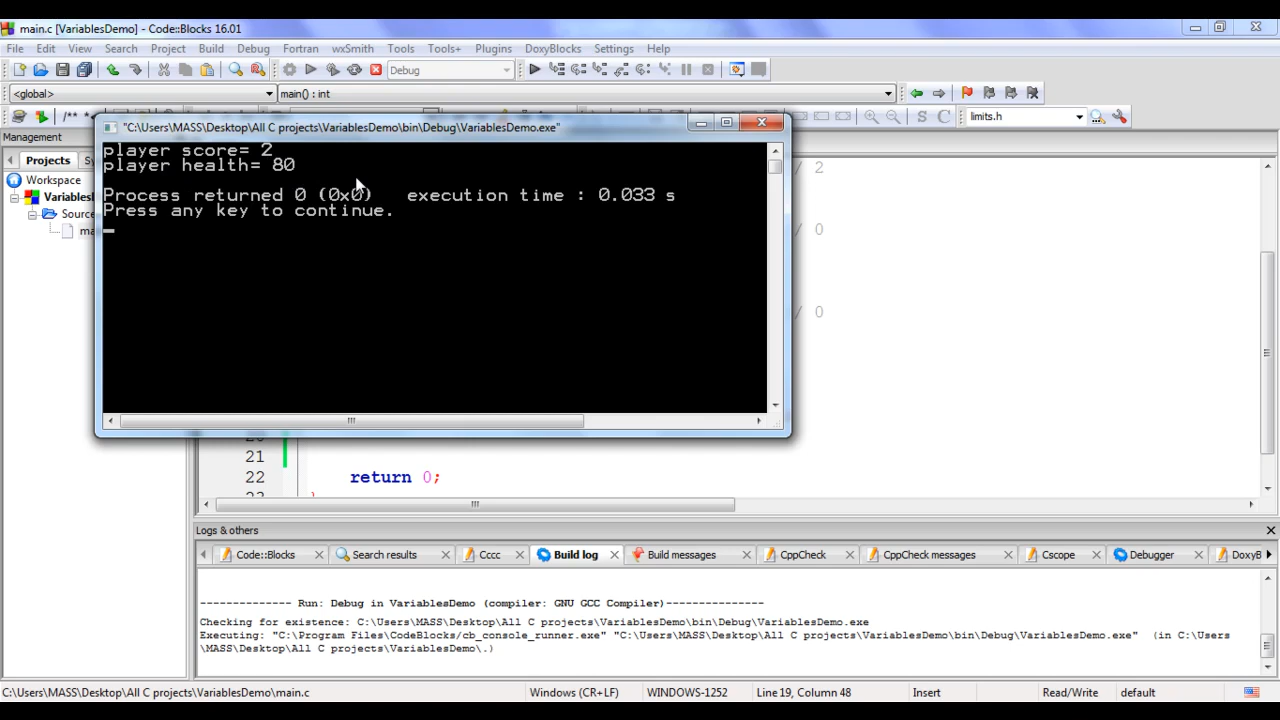 main.c [VariablesDemo] - Code::Blocks 16.01
File Edit View Search Project Build Debug Fortran wxSmith Tools Tools+ Plugins DoxyBlocks Settings Help
Debug
<global> main() : int
/** limits.h
Management
"C:\Users\MASS\Desktop\All C projects\VariablesDemo\bin\Debug\VariablesDemo.exe"
player score= 2
player health= 80
Process returned 0 (0x0) execution time : 0.033 s
Press any key to continue.
Projects
Workspace
/ 2
/ 0
/ 0
21
22 return 0;
Logs & others
Code::Blocks Search results Cccc Build log Build messages CppCheck CppCheck messages Cscope Debugger
-------------- Run: Debug in VariablesDemo (compiler: GNU GCC Compiler)---------------
Checking for existence: C:\Users\MASS\Desktop\All C projects\VariablesDemo\bin\Debug\VariablesDemo.exe
Executing: "C:\Program Files\CodeBlocks/cb_console_runner.exe" "C:\Users\MASS\Desktop\All C projects\VariablesDemo\bin\Debug\VariablesDemo.exe" (in C:\Users
\MASS\Desktop\All C projects\VariablesDemo\.)
C:\Users\MASS\Desktop\All C projects\VariablesDemo\main.c Windows (CR+LF) WINDOWS-1252 Line 19, Column 48 Insert Read/Write default